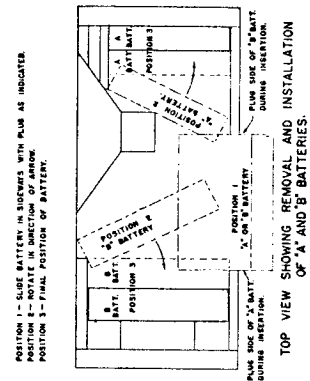 POSITION 1 - SLIDE BATTERY IN SIDEWAYS WITH PLUG AS INDICATED.
POSITION 2 - ROTATE IN DIRECTION OF ARROW.
POSITION 3 - FINAL POSITION OF BATTERY.
B
BATT.
B
BATT.
POSITION 3
POSITION 2
"B" BATTERY
POSITION 2
"A" BATTERY
A
BATT.
A
BATT.
POSITION 3
POSITION 1
"A" OR "B" BATTERY
PLUG SIDE OF "A" BATT.
DURING INSERTION.
PLUG SIDE OF "B" BATT.
DURING INSERTION.
TOP VIEW SHOWING REMOVAL AND INSTALLATION
OF "A" AND "B" BATTERIES.